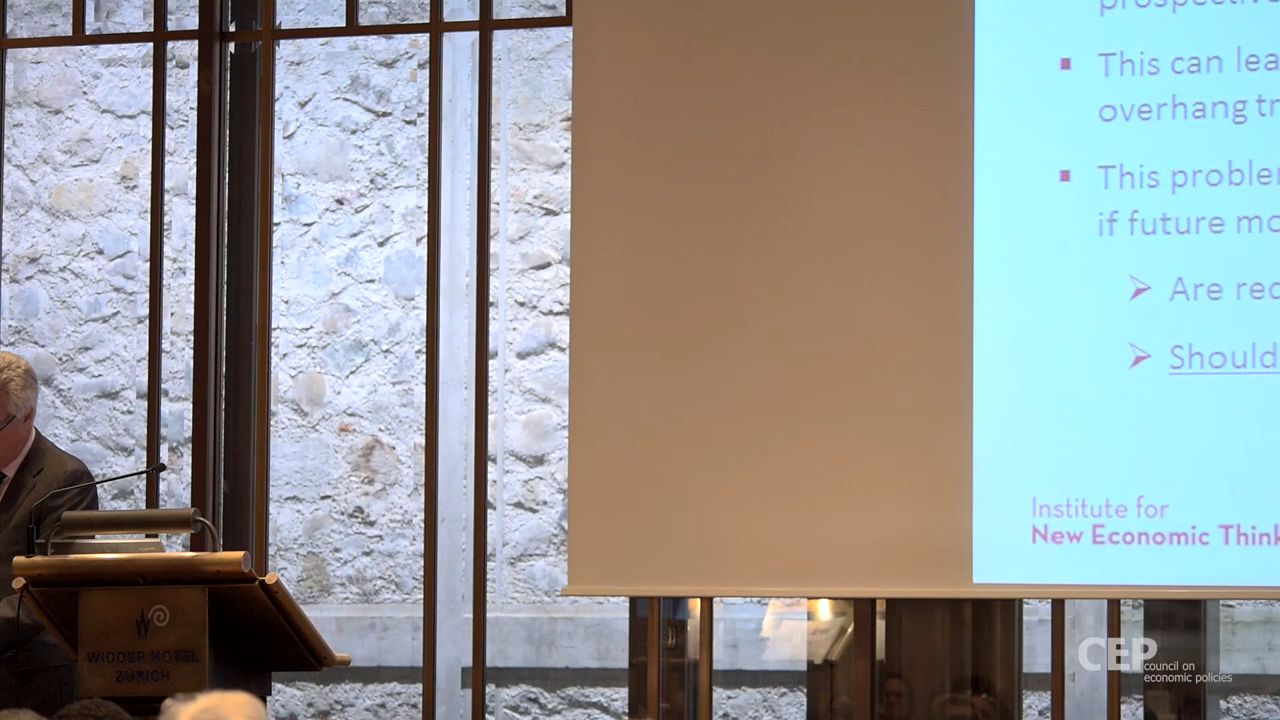 This can lea
overhang tr
This problem
if future mo
Are rec
Should
Institute for
New Economic Think
WIDDER HOTEL
ZÜRICH
CEP council on
economic policies